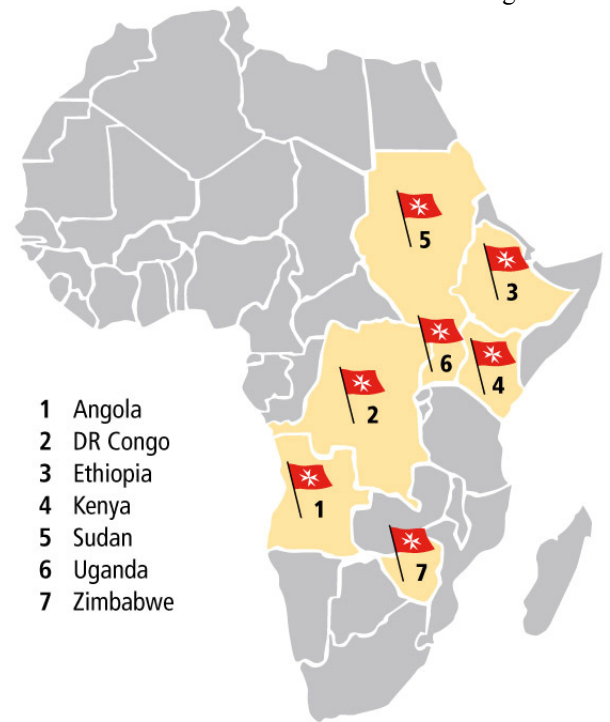 5
3
6
4
2
1
7
1 Angola
2 DR Congo
3 Ethiopia
4 Kenya
5 Sudan
6 Uganda
7 Zimbabwe